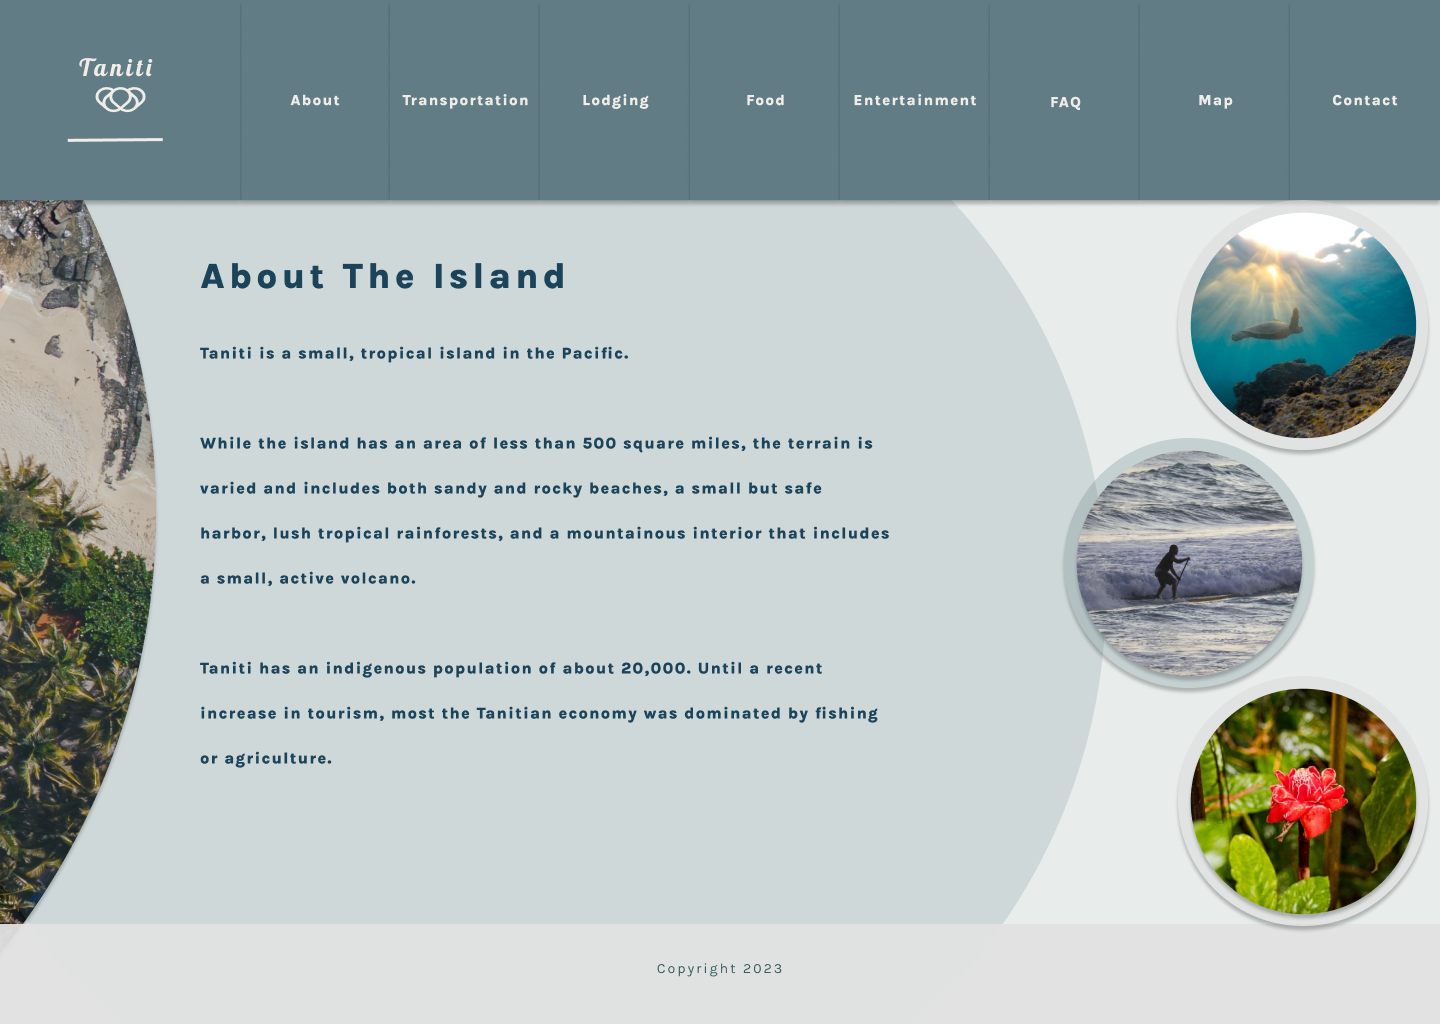 Taniti
About
Transportation
Lodging
Food
Entertainment
FAQ
Map
Contact
About The Island
Taniti is a small, tropical island in the Pacific.
While the island has an area of less than 500 square miles, the terrain is
varied and includes both sandy and rocky beaches, a small but safe
harbor, lush tropical rainforests, and a mountainous interior that includes
a small, active volcano.
Taniti has an indigenous population of about 20,000. Until a recent
increase in tourism, most the Tanitian economy was dominated by fishing
or agriculture.
Copyright 2023